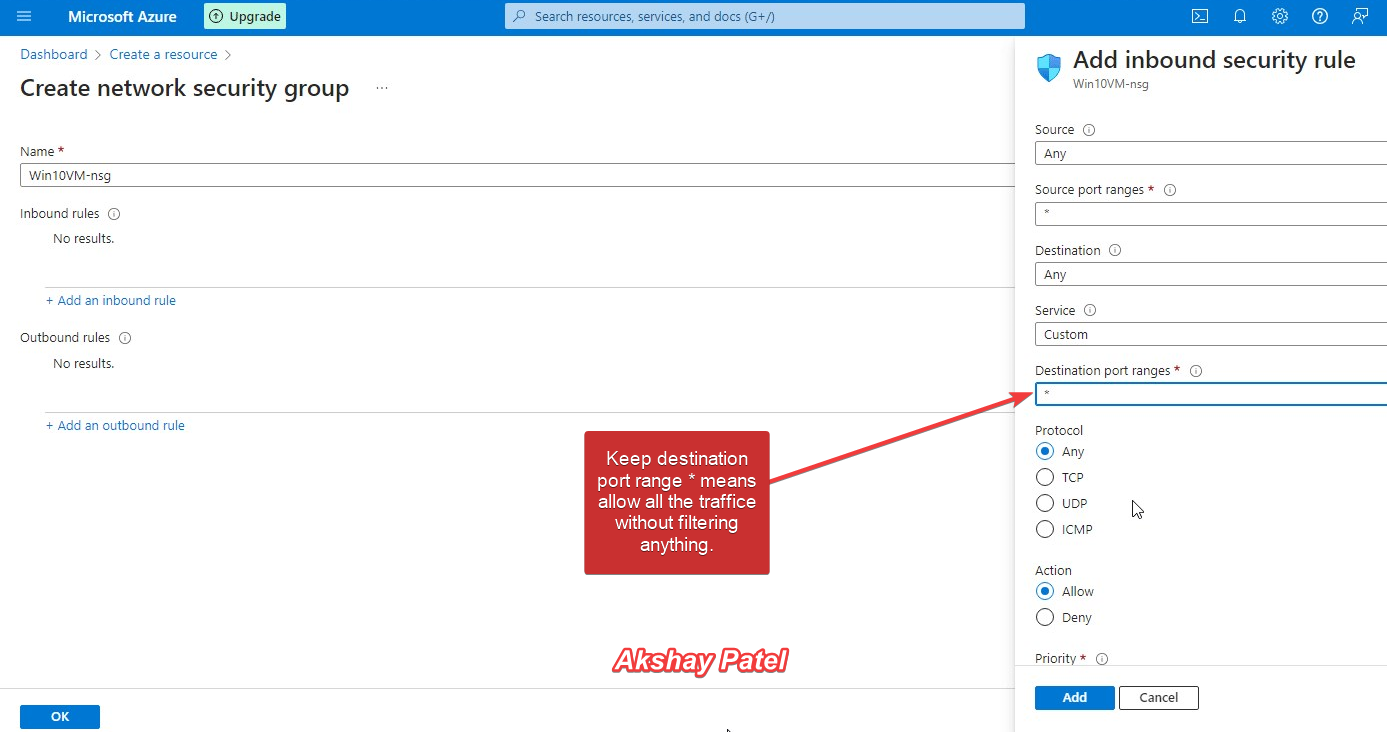 Microsoft Azure
Upgrade
Search resources, services, and docs (G+/)
Dashboard > Create a resource >
Create network security group ...
Name *
Win10VM-nsg
Inbound rules
No results.
+ Add an inbound rule
Outbound rules
No results.
+ Add an outbound rule
Keep destination
port range * means
allow all the traffice
without filtering
anything.
Akshay Patel
OK
Add inbound security rule
Win10VM-nsg
Source
Any
Source port ranges *
*
Destination
Any
Service
Custom
Destination port ranges *
*
Protocol
Any
TCP
UDP
ICMP
Action
Allow
Deny
Priority *
Add
Cancel